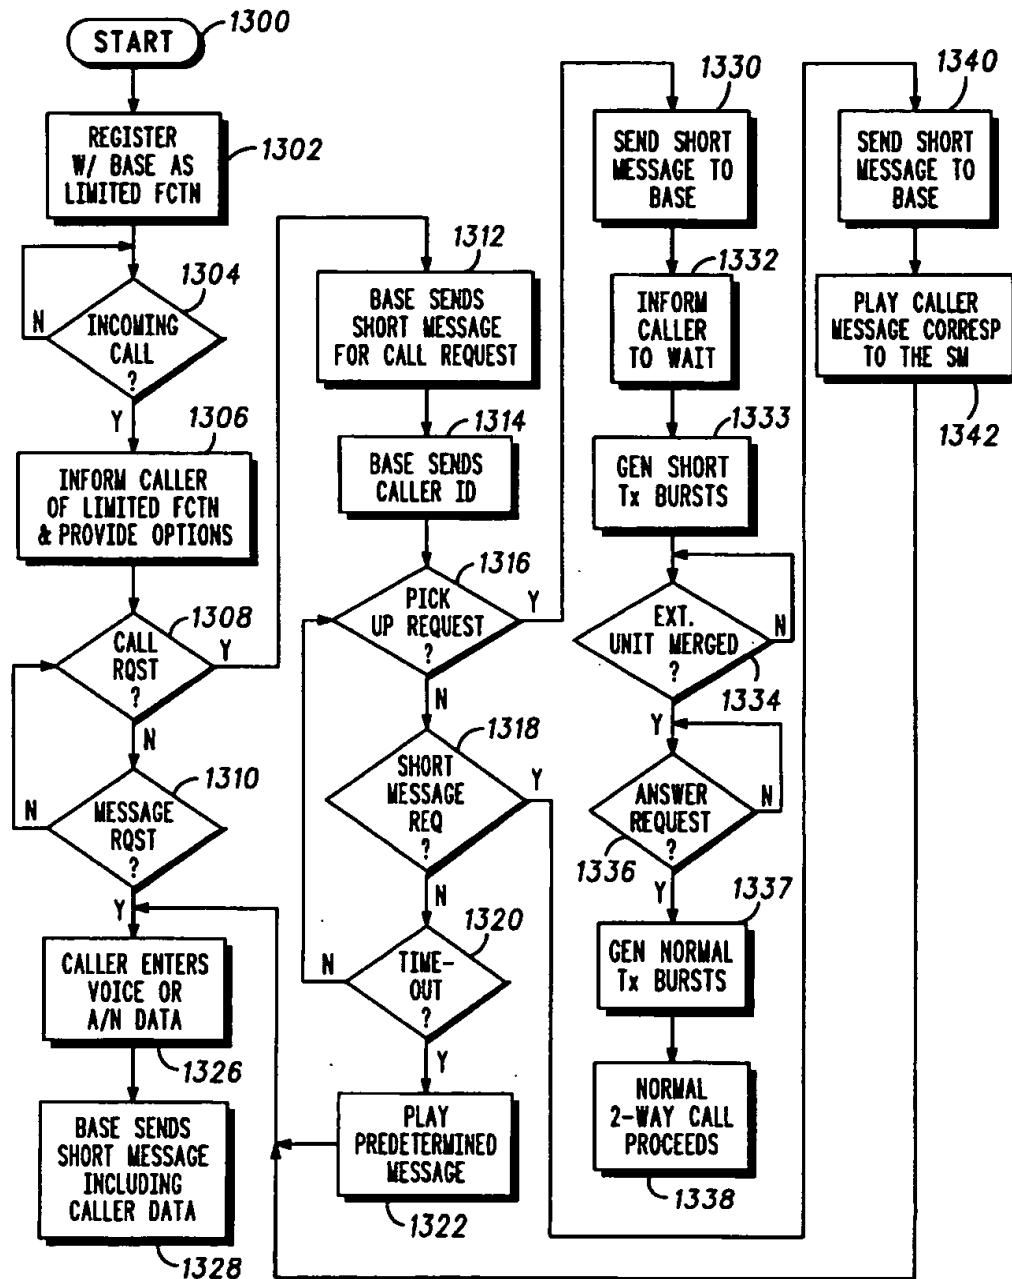 START
1300
REGISTER
W/ BASE AS
LIMITED FCTN
1302
1304
INCOMING
CALL
?
N
Y
1306
INFORM CALLER
OF LIMITED FCTN
& PROVIDE OPTIONS
1308
CALL
RQST
?
Y
N
1310
MESSAGE
RQST
?
N
Y
CALLER ENTERS
VOICE OR
A/N DATA
1326
BASE SENDS
SHORT MESSAGE
INCLUDING
CALLER DATA
1328
1312
BASE SENDS
SHORT MESSAGE
FOR CALL REQUEST
1314
BASE SENDS
CALLER ID
1316
PICK
UP REQUEST
?
Y
N
1318
SHORT
MESSAGE
REQ
?
Y
N
1320
TIME-
OUT
?
N
Y
PLAY
PREDETERMINED
MESSAGE
1322
1330
SEND SHORT
MESSAGE TO
BASE
1332
INFORM
CALLER
TO WAIT
1333
GEN SHORT
Tx BURSTS
EXT.
UNIT MERGED
?
N
1334
Y
ANSWER
REQUEST
?
N
1336
Y
1337
GEN NORMAL
Tx BURSTS
NORMAL
2-WAY CALL
PROCEEDS
1338
1340
SEND SHORT
MESSAGE TO
BASE
PLAY CALLER
MESSAGE CORRESP
TO THE SM
1342